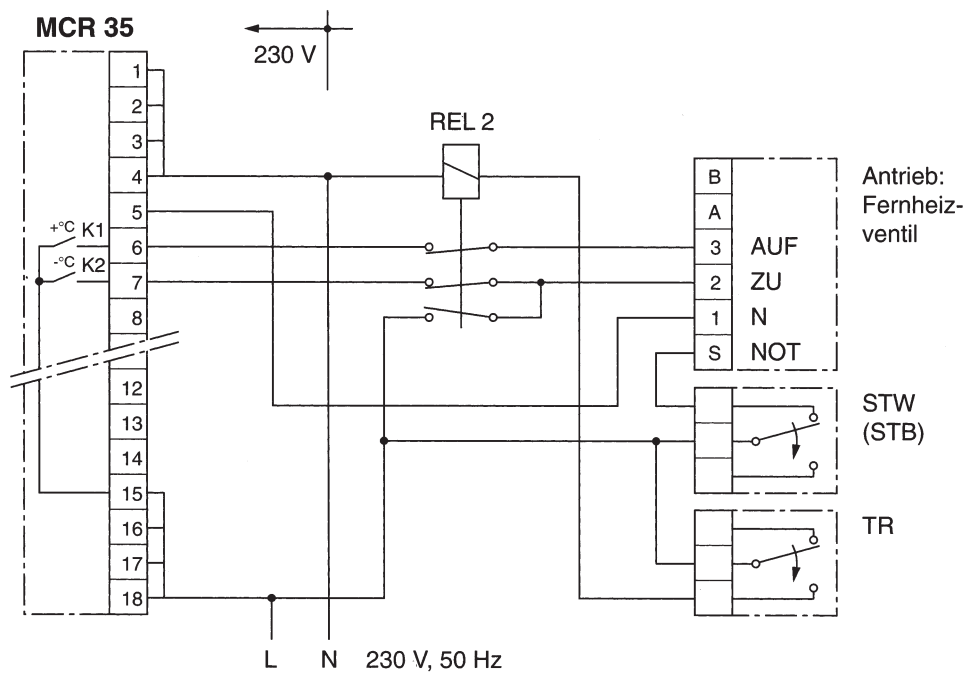 MCR 35
230 V
1
2
3
4
5
6
7
8
12
13
14
15
16
17
18
+°C K1
-°C K2
REL 2
B
A
3 AUF
2 ZU
1 N
S NOT
Antrieb:
Fernheiz-
ventil
STW
(STB)
TR
L N 230 V, 50 Hz